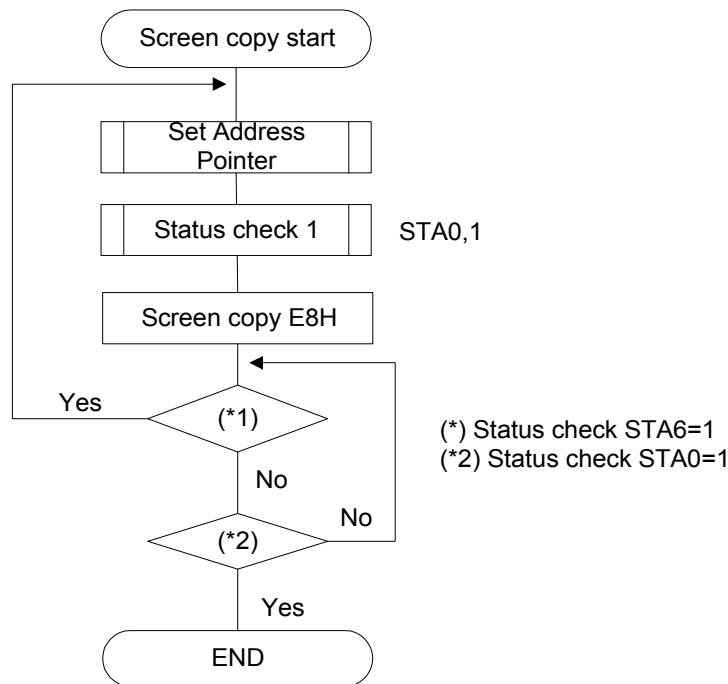 Screen copy start
Set Address
Pointer
Status check 1
STA0,1
Screen copy E8H
Yes
(*1)
(*) Status check STA6=1
(*2) Status check STA0=1
No
No
(*2)
Yes
END